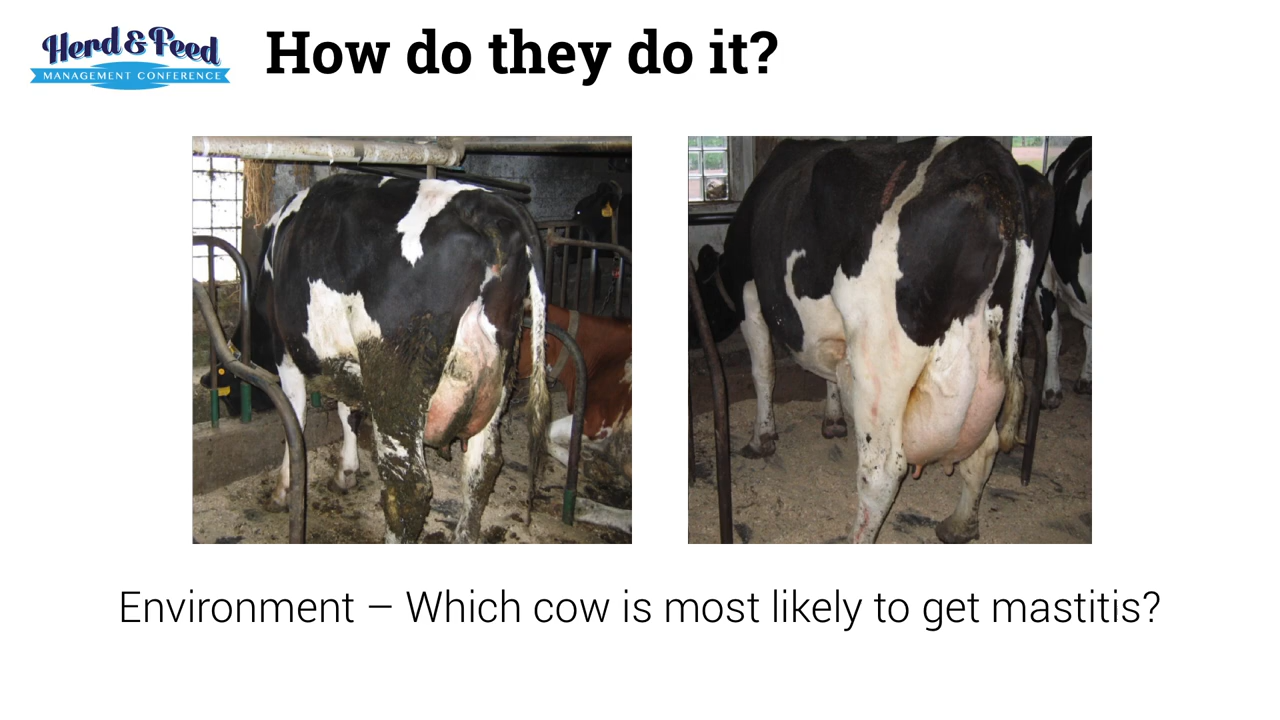 Herd & Feed
MANAGEMENT CONFERENCE
How do they do it?
Environment – Which cow is most likely to get mastitis?